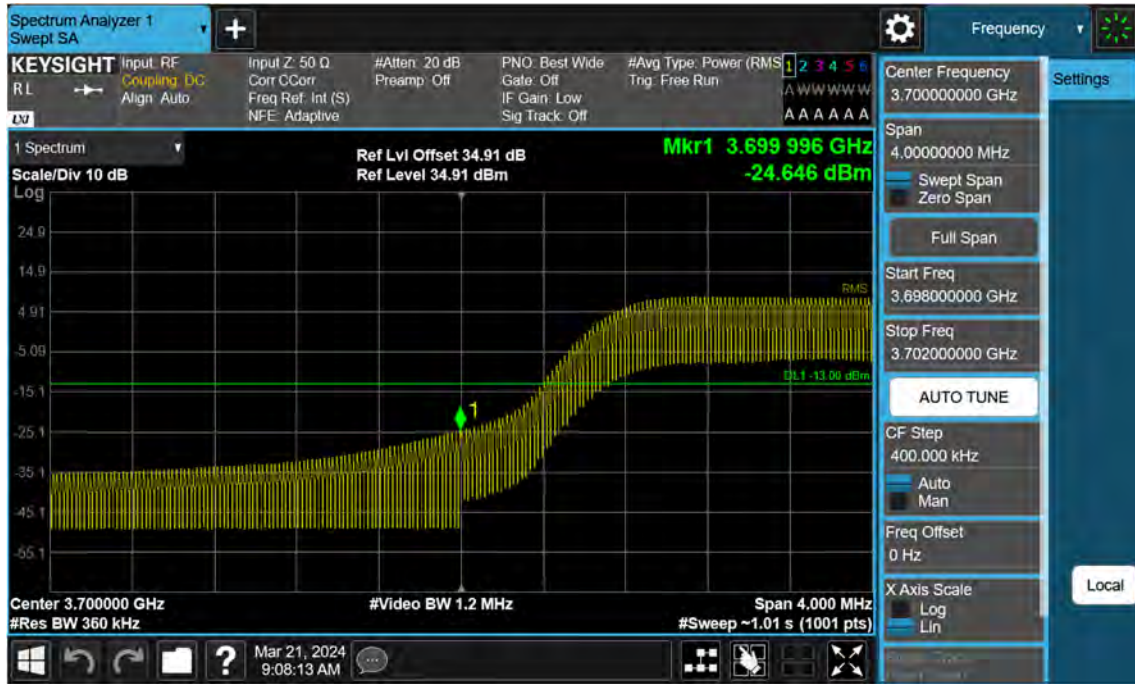 Spectrum Analyzer 1
Swept SA
Frequency
KEYSIGHT
R L
LXI
Input: RF
Coupling: DC
Align: Auto
Input Z: 50 Ω
Corr CCorr
Freq Ref: Int (S)
NFE: Adaptive
#Atten: 20 dB
Preamp: Off
PNO: Best Wide
Gate: Off
IF Gain: Low
Sig Track: Off
#Avg Type: Power (RMS
Trig: Free Run
1 2 3 4 5 6
A W W W W W
A A A A A A
1 Spectrum
Scale/Div 10 dB
Log
Ref Lvl Offset 34.91 dB
Ref Level 34.91 dBm
Mkr1 3.699 996 GHz
-24.646 dBm
24.9
14.9
4.91
-5.09
-15.1
-25.1
-35.1
-45.1
-55.1
RMS
DL1 -13.00 dBm
1
Center 3.700000 GHz
#Res BW 360 kHz
#Video BW 1.2 MHz
Span 4.000 MHz
#Sweep ~1.01 s (1001 pts)
Mar 21, 2024
9:08:13 AM
Center Frequency
3.700000000 GHz
Span
4.00000000 MHz
Swept Span
Zero Span
Full Span
Start Freq
3.698000000 GHz
Stop Freq
3.702000000 GHz
AUTO TUNE
CF Step
400.000 kHz
Auto
Man
Freq Offset
0 Hz
X Axis Scale
Log
Lin
Settings
Local